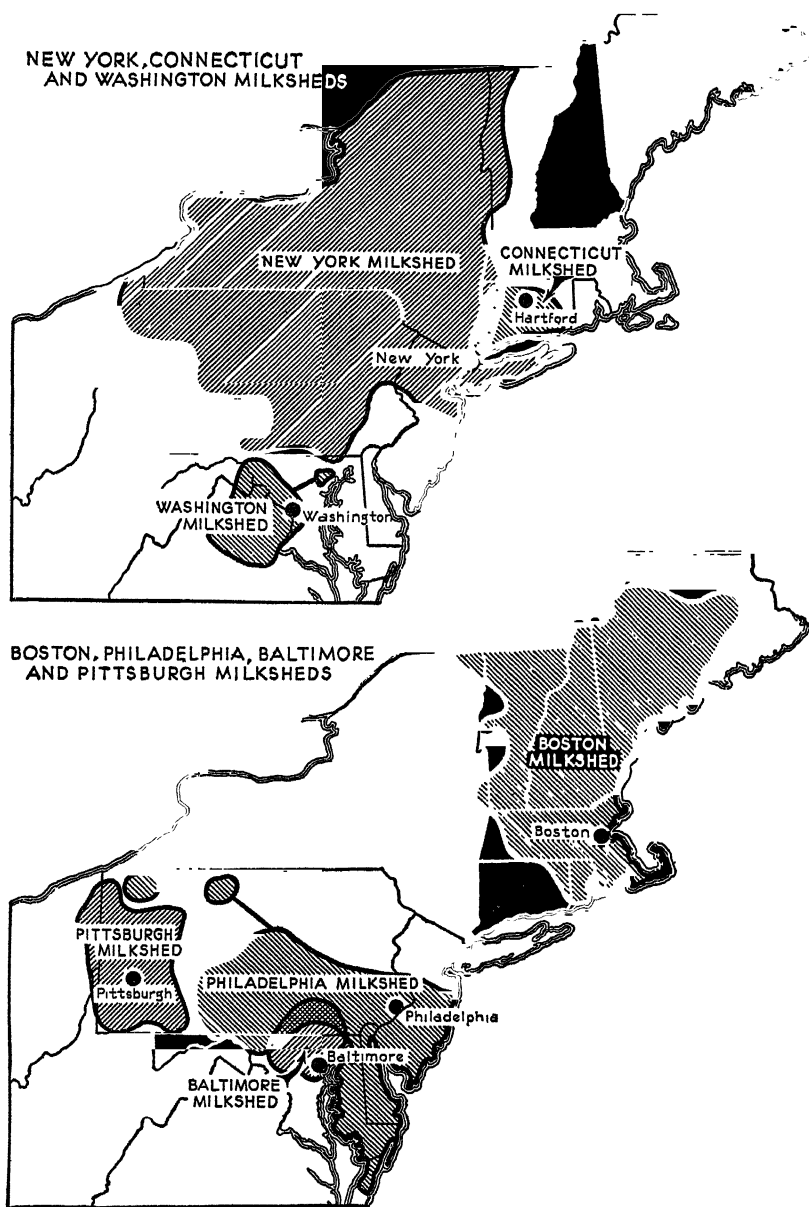 NEW YORK, CONNECTICUT
AND WASHINGTON MILKSHEDS
NEW YORK MILKSHED
CONNECTICUT
MILKSHED
Hartford
New York
WASHINGTON
MILKSHED
Washington
BOSTON, PHILADELPHIA, BALTIMORE
AND PITTSBURGH MILKSHEDS
BOSTON
MILKSHED
Boston
PITTSBURGH
MILKSHED
Pittsburgh
PHILADELPHIA MILKSHED
Philadelphia
Baltimore
BALTIMORE
MILKSHED